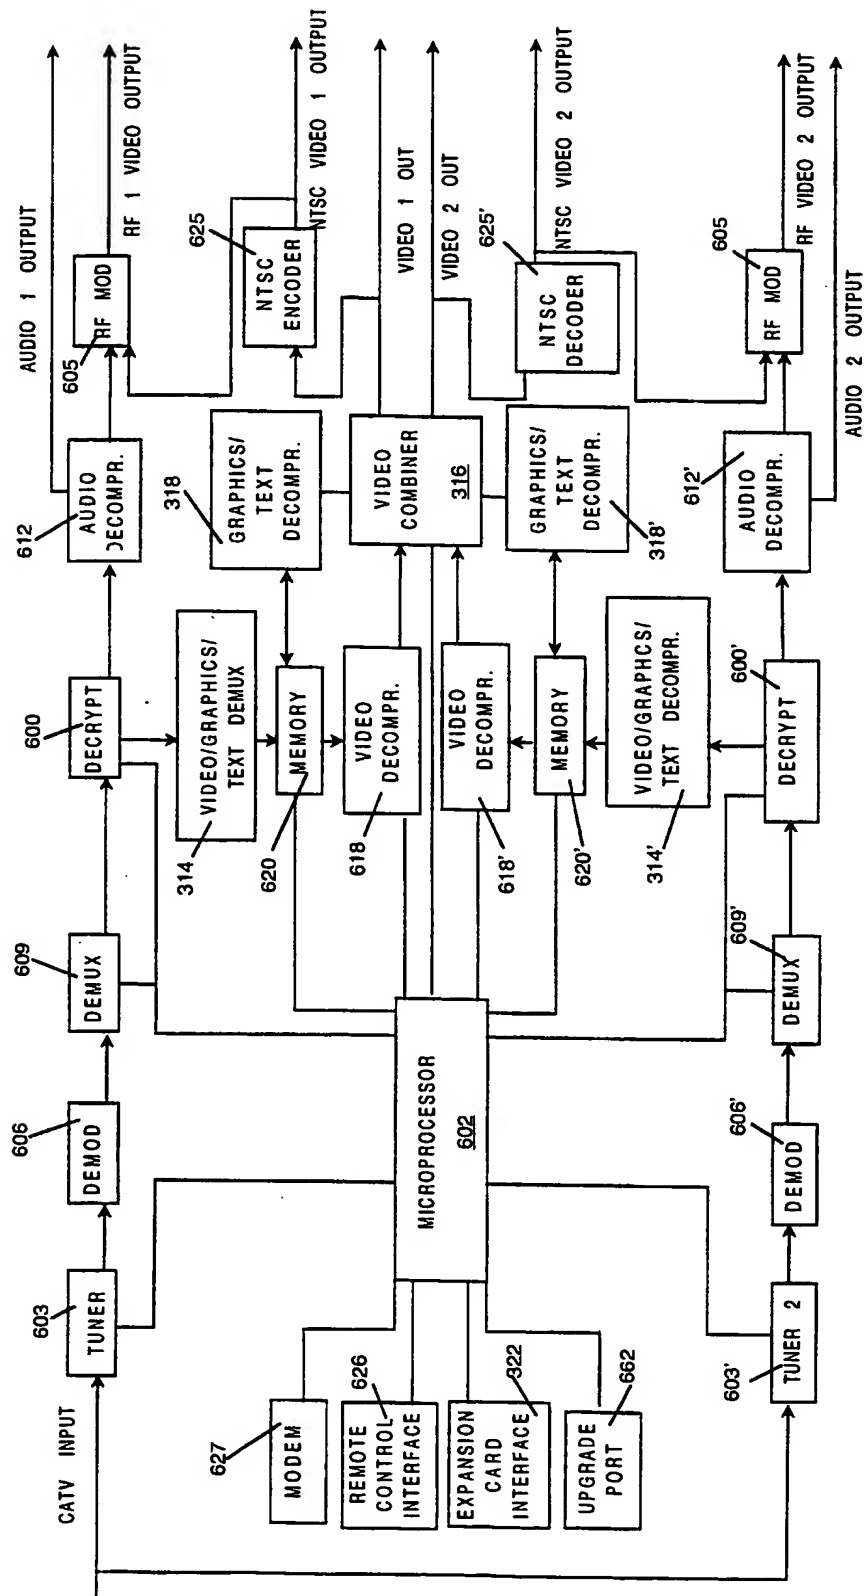 CATV INPUT
603
TUNER
606
DEMOD
609
DEMUX
600
DECRYPT
612
AUDIO
DECOMPR.
605
RF MOD
AUDIO 1 OUTPUT
RF 1 VIDEO OUTPUT
314
VIDEO/GRAPHICS/
TEXT DEMUX
318
GRAPHICS/
TEXT
DECOMPR.
625
NTSC
ENCODER
NTSC VIDEO 1 OUTPUT
620
MEMORY
618
VIDEO
DECOMPR.
VIDEO
COMBINER
316
VIDEO 1 OUT
VIDEO 2 OUT
627
MODEM
626
REMOTE
CONTROL
INTERFACE
322
EXPANSION
CARD
INTERFACE
662
UPGRADE
PORT
MICROPROCESSOR
602
618'
VIDEO
DECOMPR.
620'
MEMORY
318'
GRAPHICS/
TEXT
DECOMPR.
625'
NTSC
DECODER
NTSC VIDEO 2 OUTPUT
314'
VIDEO/GRAPHCS/
TEXT DECOMPR.
603'
TUNER 2
606'
DEMOD
609'
DEMUX
600'
DECRYPT
612'
AUDIO
DECOMPR.
605
RF MOD
RF VIDEO 2 OUTPUT
AUDIO 2 OUTPUT